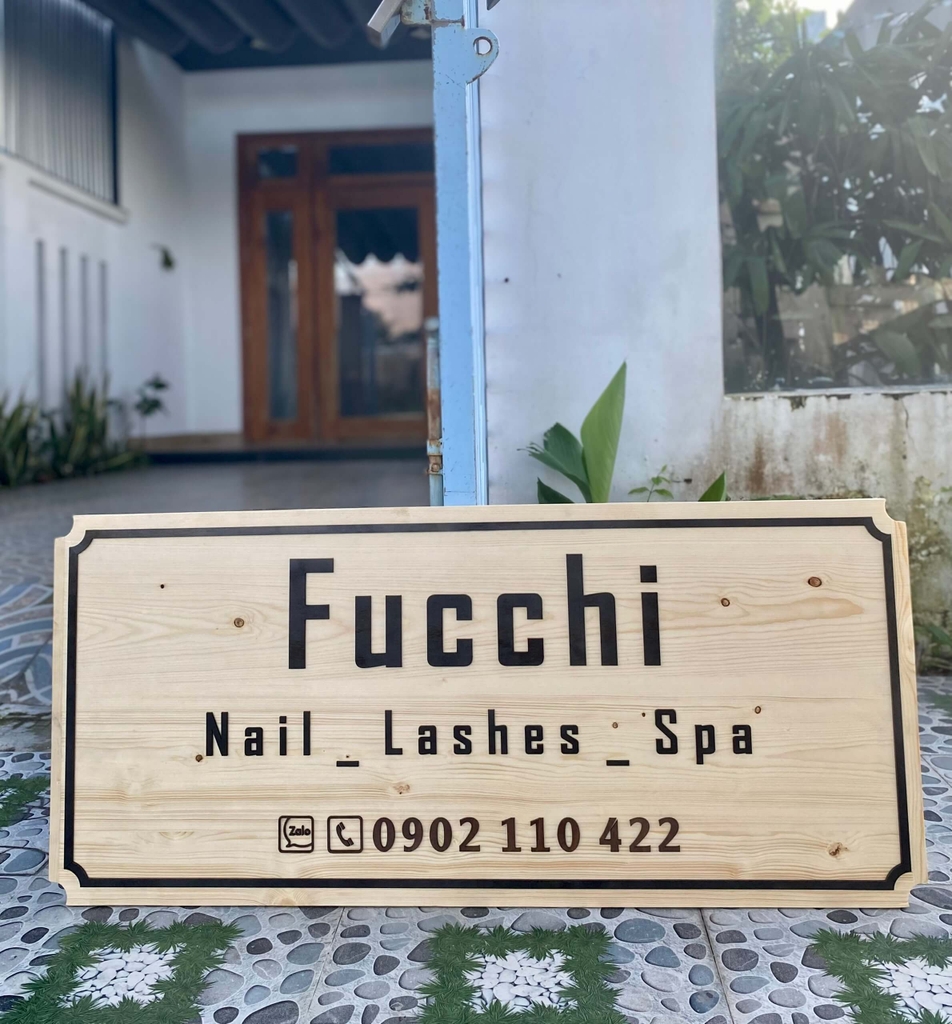 Fucchi
Nail _ Lashes _ Spa
Zalo 0902 110 422